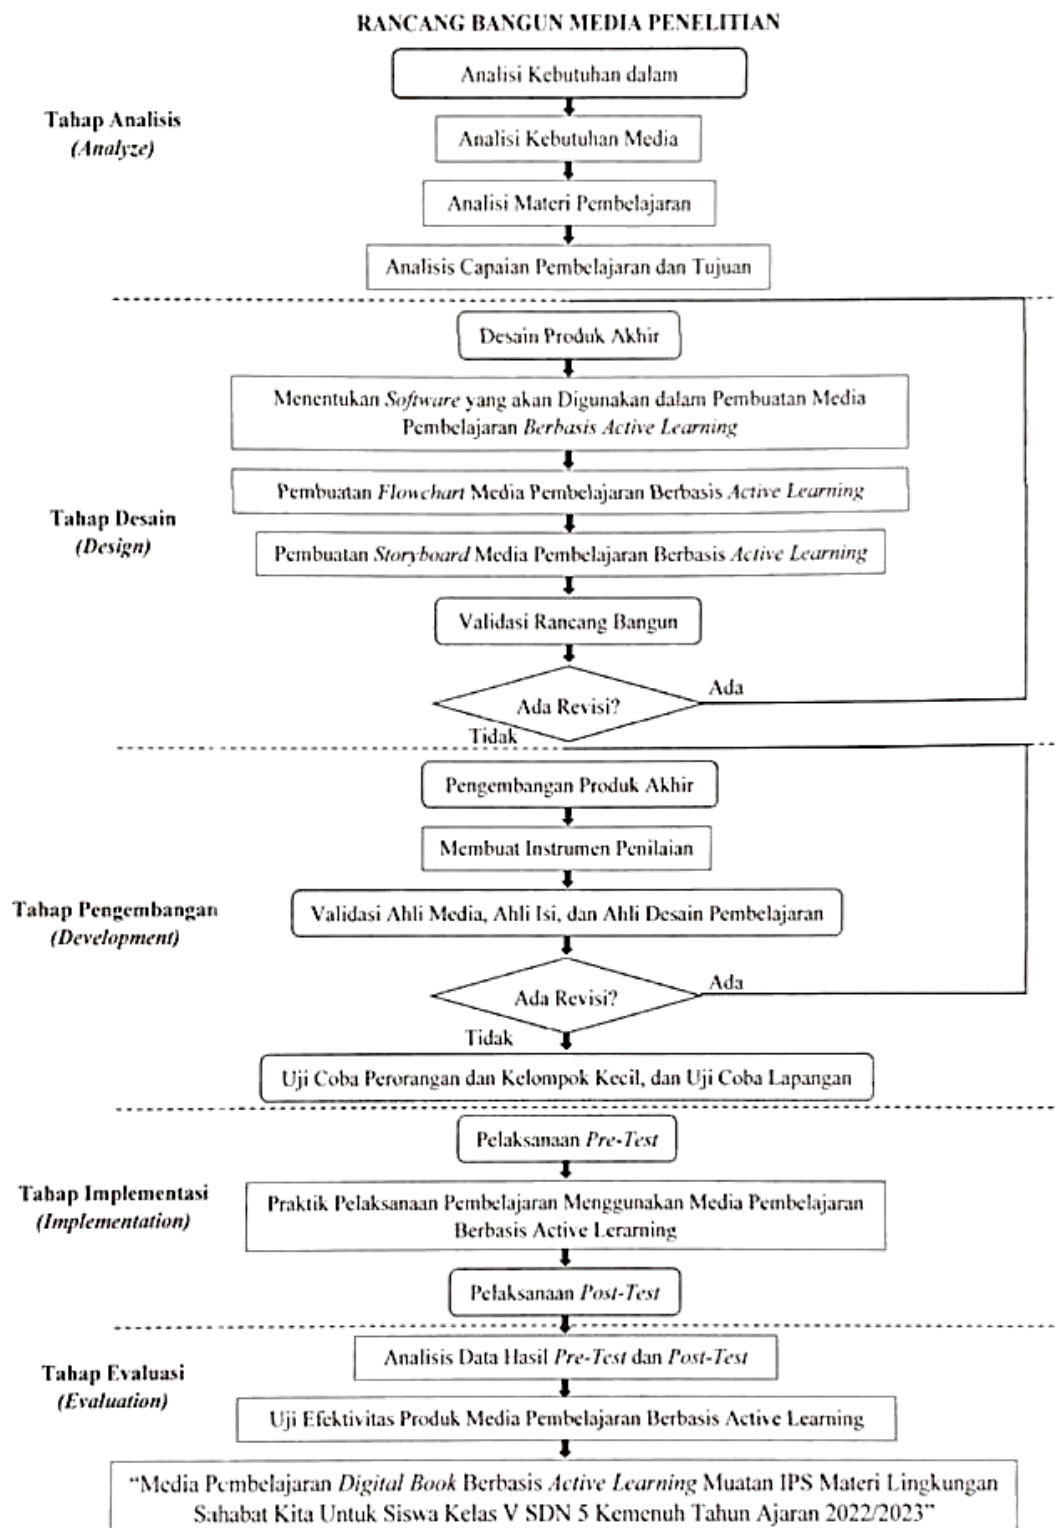 RANCANG BANGUN MEDIA PENELITIAN
Analisi Kebutuhan dalam
Tahap Analisis
(Analyze)
Analisi Kebutuhan Media
Analisi Materi Pembelajaran
Analisis Capaian Pembelajaran dan Tujuan
Desain Produk Akhir
Menentukan Software yang akan Digunakan dalam Pembuatan Media
Pembelajaran Berbasis Active Learning
Pembuatan Flowchart Media Pembelajaran Berbasis Active Learning
Tahap Desain
(Design)
Pembuatan Storyboard Media Pembelajaran Berbasis Active Learning
Validasi Rancang Bangun
Ada Revisi?
Ada
Tidak
Pengembangan Produk Akhir
Membuat Instrumen Penilaian
Tahap Pengembangan
(Development)
Validasi Ahli Media, Ahli Isi, dan Ahli Desain Pembelajaran
Ada Revisi?
Ada
Tidak
Uji Coba Perorangan dan Kelompok Kecil, dan Uji Coba Lapangan
Pelaksanaan Pre-Test
Tahap Implementasi
(Implementation)
Praktik Pelaksanaan Pembelajaran Menggunakan Media Pembelajaran
Berbasis Active Lerarning
Pelaksanaan Post-Test
Tahap Evaluasi
(Evaluation)
Analisis Data Hasil Pre-Test dan Post-Test
Uji Efektivitas Produk Media Pembelajaran Berbasis Active Learning
“Media Pembelajaran Digital Book Berbasis Active Learning Muatan IPS Materi Lingkungan
Sahabat Kita Untuk Siswa Kelas V SDN 5 Kemenuh Tahun Ajaran 2022/2023”